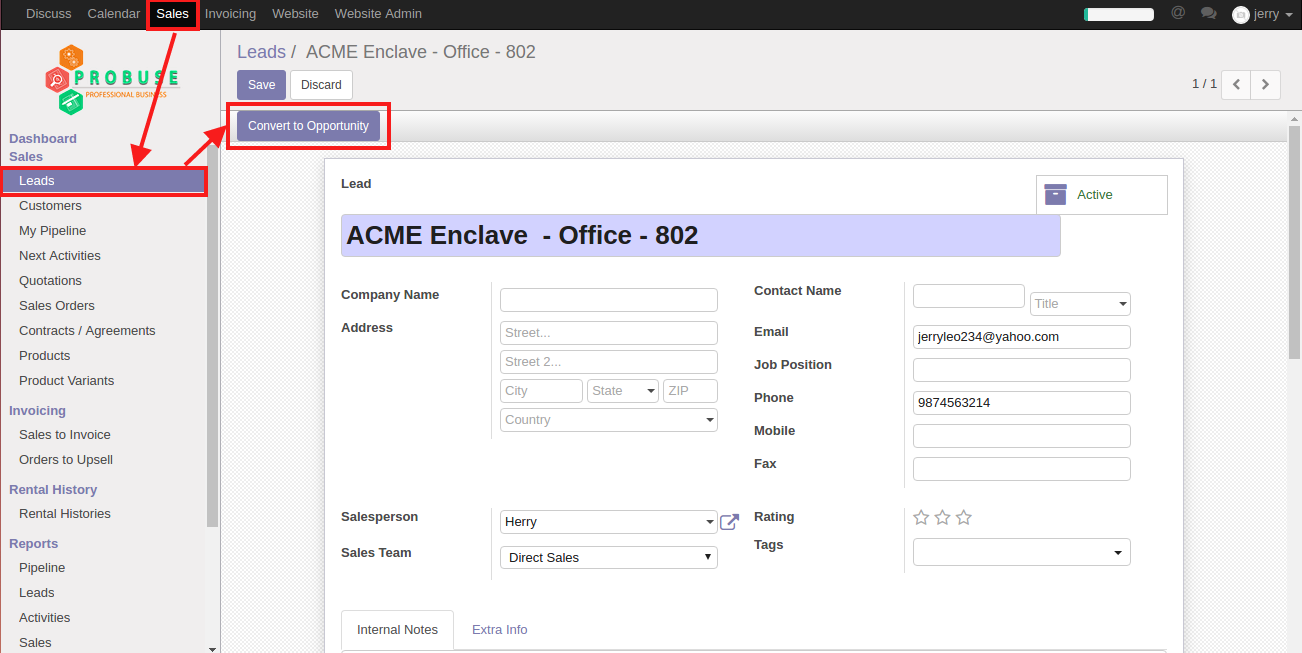 Discuss Calendar Sales Invoicing Website Website Admin @ jerry
PROBUSE
PROFESSIONAL BUSINESS
Dashboard
Sales
Leads
Customers
My Pipeline
Next Activities
Quotations
Sales Orders
Contracts / Agreements
Products
Product Variants
Invoicing
Sales to Invoice
Orders to Upsell
Rental History
Rental Histories
Reports
Pipeline
Leads
Activities
Sales
Leads / ACME Enclave - Office - 802
Save Discard
1 / 1
Convert to Opportunity
Lead
Active
ACME Enclave - Office - 802
Company Name
Address
Street...
Street 2...
City State ZIP
Country
Contact Name Title
Email jerryleo234@yahoo.com
Job Position
Phone 9874563214
Mobile
Fax
Salesperson Herry
Sales Team Direct Sales
Rating
Tags
Internal Notes Extra Info